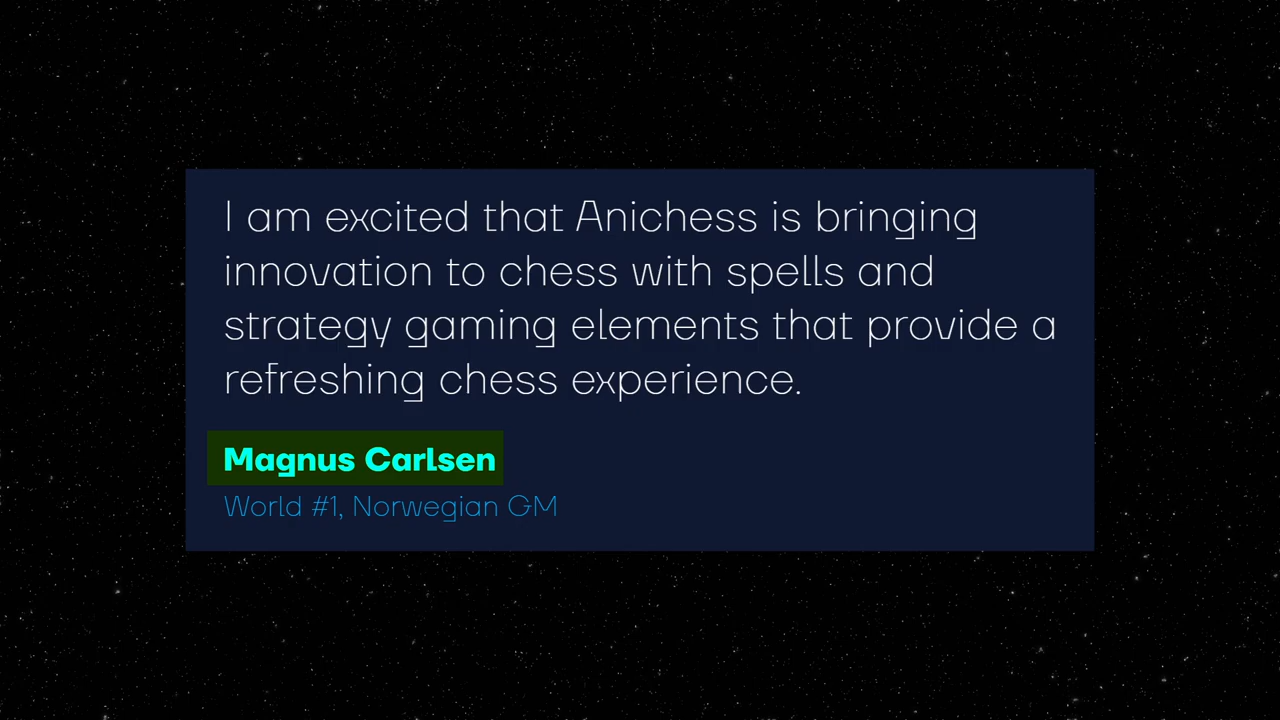 I am excited that Anichess is bringing
innovation to chess with spells and
strategy gaming elements that provide a
refreshing chess experience.
Magnus Carlsen
World #1, Norwegian GM